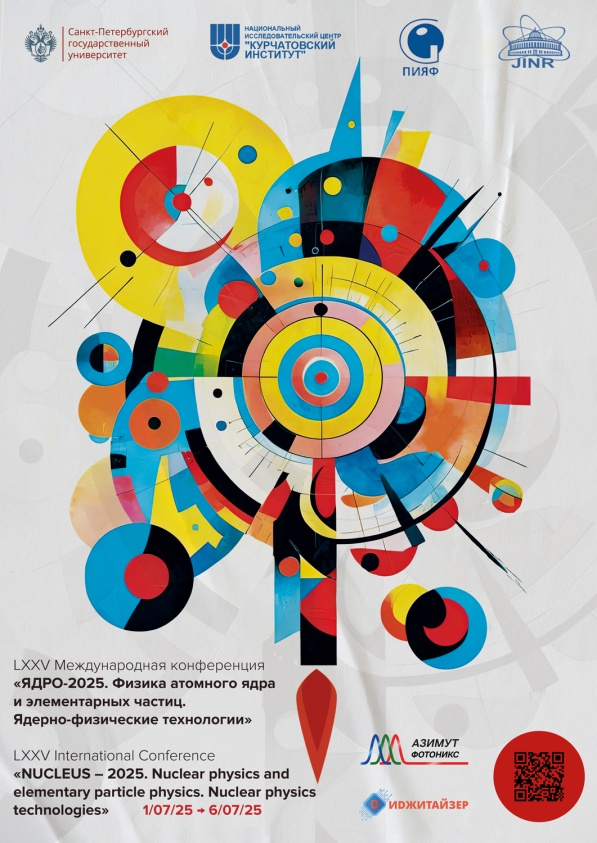 Санкт-Петербургский
государственный
университет
НАЦИОНАЛЬНЫЙ
ИССЛЕДОВАТЕЛЬСКИЙ ЦЕНТР
"КУРЧАТОВСКИЙ
ИНСТИТУТ"
ПИЯФ
JINR
LXXV Международная конференция
«ЯДРО-2025. Физика атомного ядра
и элементарных частиц.
Ядерно-физические технологии»
LXXV International Conference
«NUCLEUS – 2025. Nuclear physics and
elementary particle physics. Nuclear physics
technologies» 1/07/25 → 6/07/25
АЗИМУТ
ФОТОНИКС
D ИДЖИТАЙЗЕР